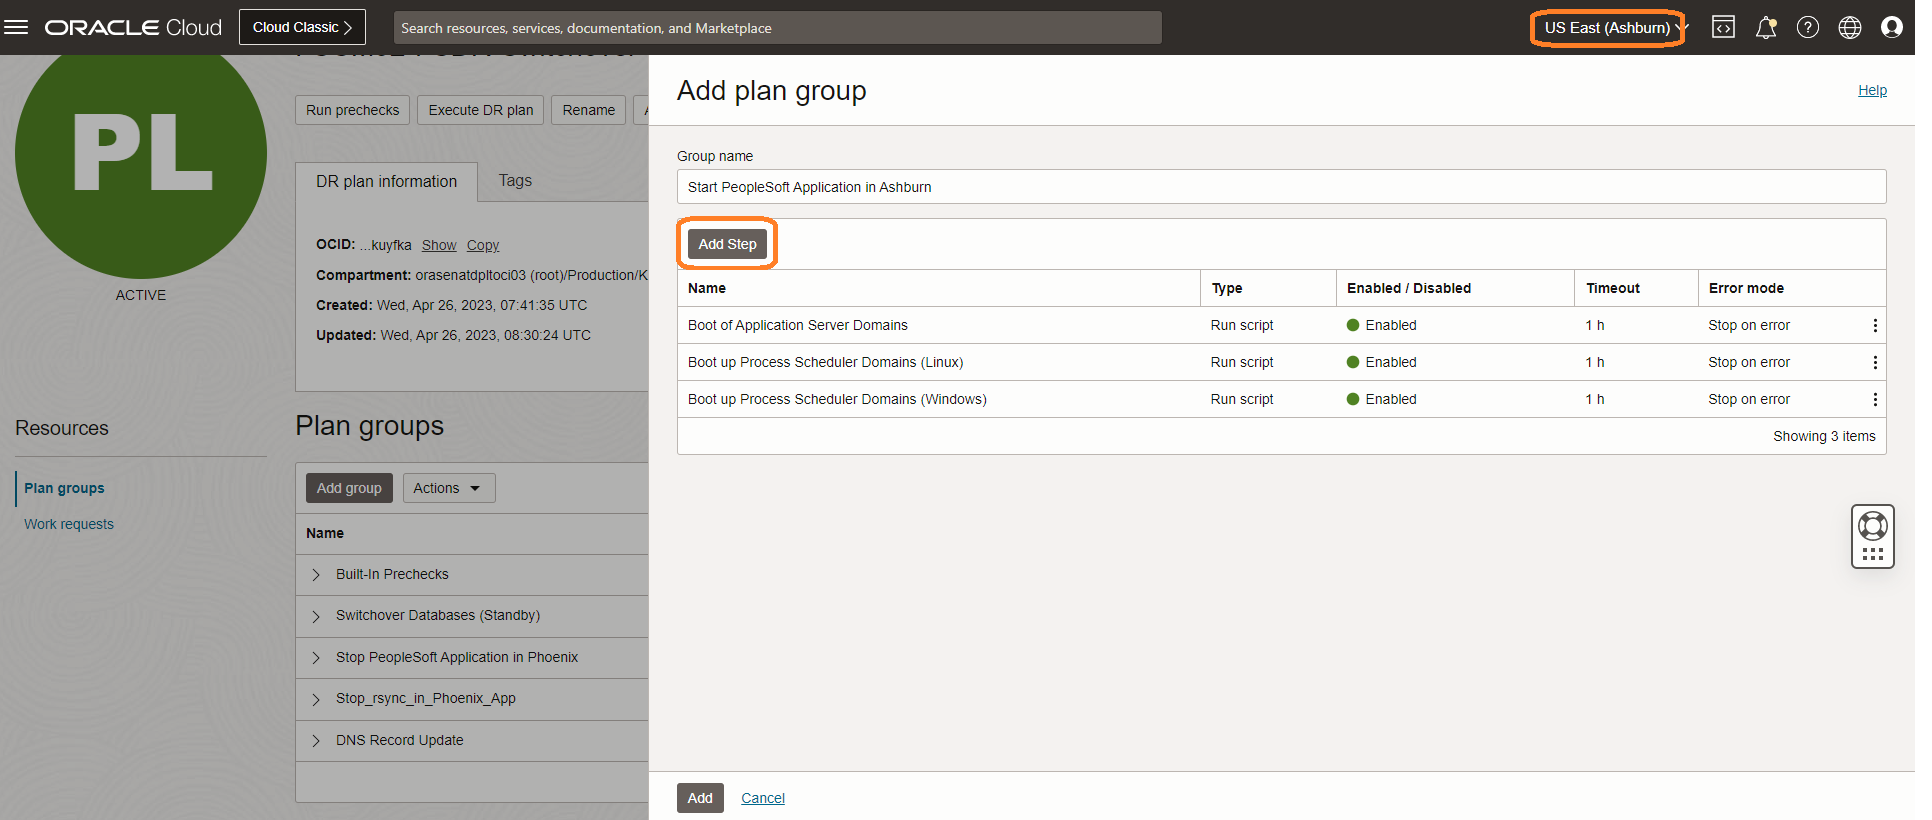 ORACLE Cloud
Cloud Classic
Search resources, services, documentation, and Marketplace
US East (Ashburn)
PL
ACTIVE
Resources
Plan groups
Work requests
Run prechecks
Execute DR plan
Rename
DR plan information
Tags
OCID: ...kuyfka Show Copy
Compartment: orasenatdpltoci03 (root)/Production/K
Created: Wed, Apr 26, 2023, 07:41:35 UTC
Updated: Wed, Apr 26, 2023, 08:30:24 UTC
Plan groups
Add group
Actions
Name
Built-In Prechecks
Switchover Databases (Standby)
Stop PeopleSoft Application in Phoenix
Stop_rsync_in_Phoenix_App
DNS Record Update
Add plan group
Help
Group name
Start PeopleSoft Application in Ashburn
Add Step
Name Type Enabled / Disabled Timeout Error mode
Boot of Application Server Domains Run script Enabled 1 h Stop on error
Boot up Process Scheduler Domains (Linux) Run script Enabled 1 h Stop on error
Boot up Process Scheduler Domains (Windows) Run script Enabled 1 h Stop on error
Showing 3 items
Add
Cancel